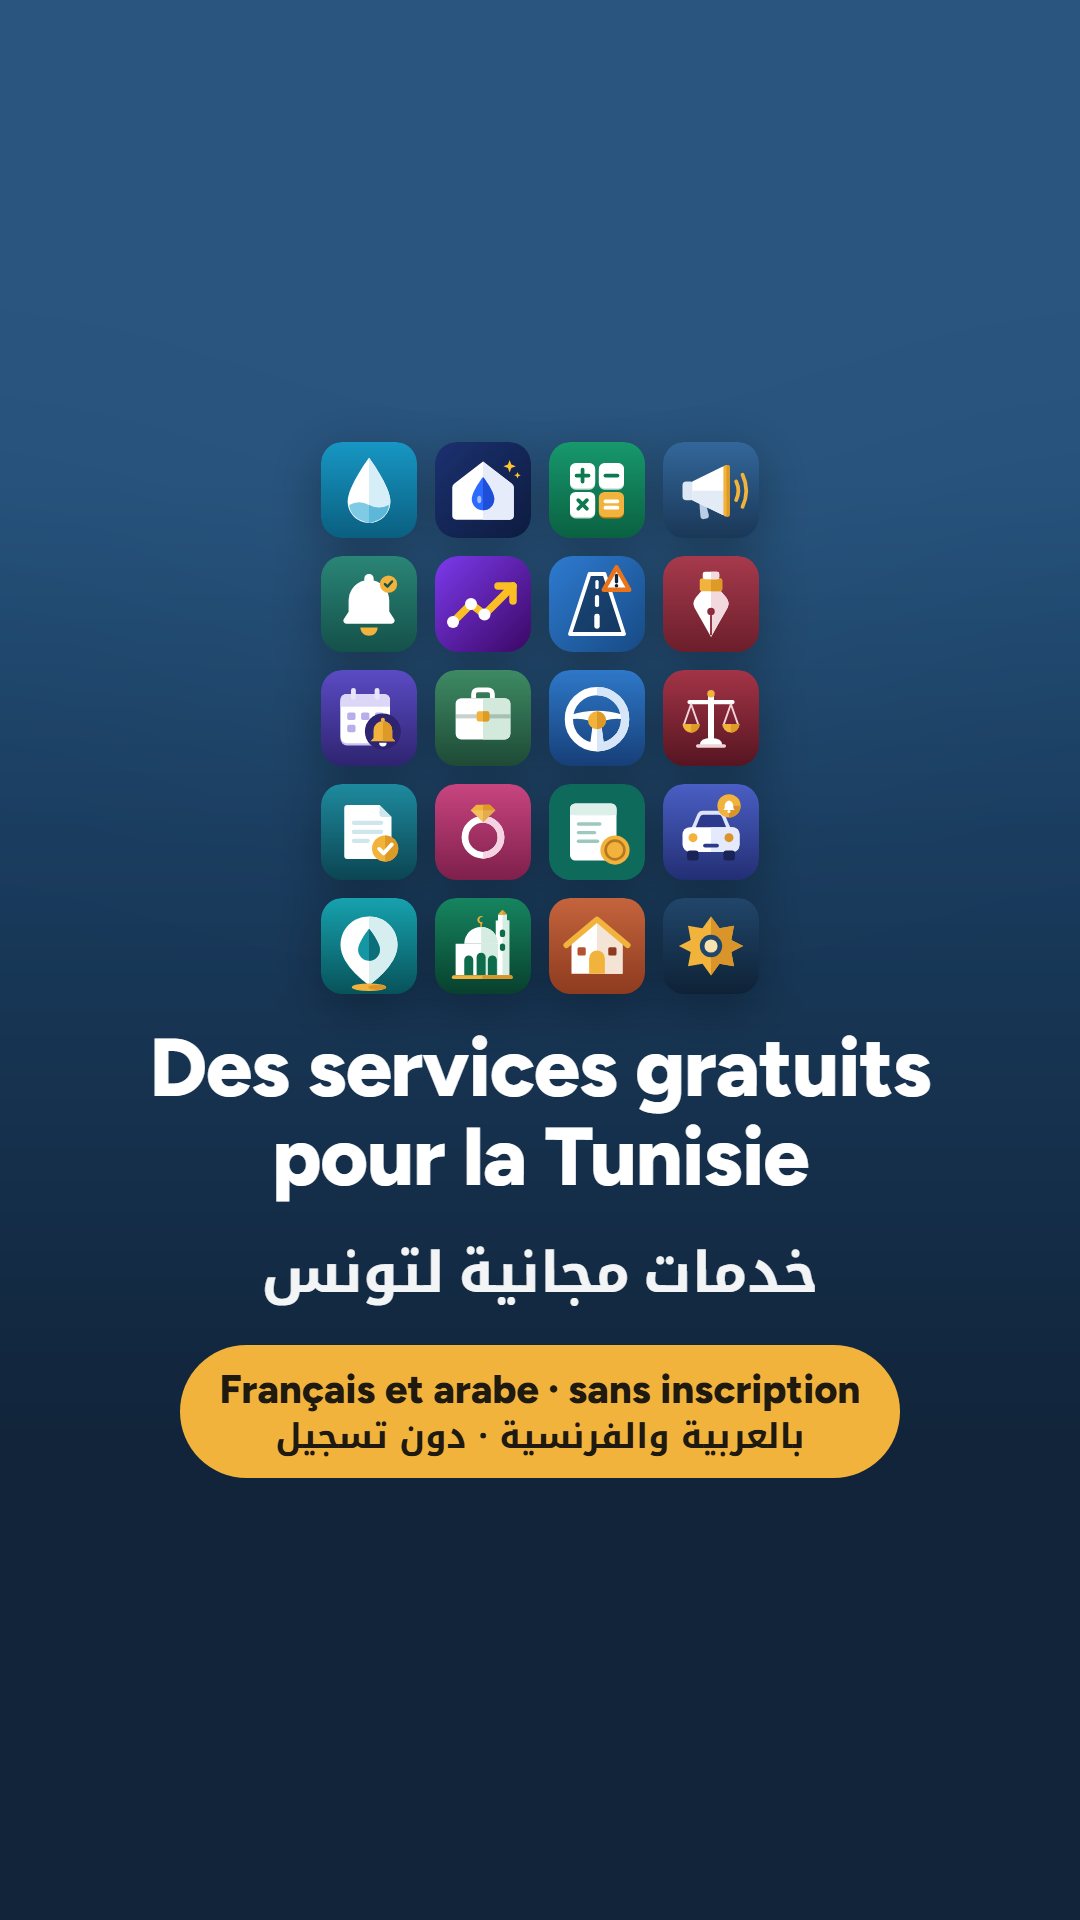 Des services gratuits
pour la Tunisie
خدمات مجانية لتونس
Français et arabe · sans inscription
بالعربية والفرنسية · دون تسجيل